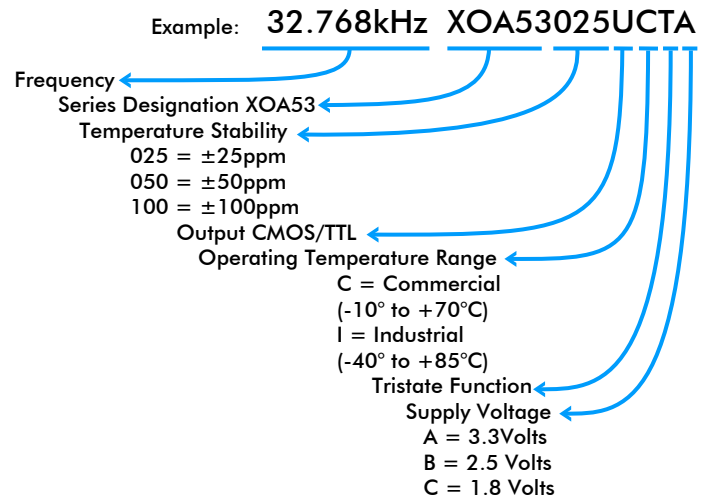 Example: 32.768kHz XOA53025UCTA
Frequency
Series Designation XOA53
Temperature Stability
025 = ±25ppm
050 = ±50ppm
100 = ±100ppm
Output CMOS/TTL
Operating Temperature Range
C = Commercial
(-10° to +70°C)
I = Industrial
(-40° to +85°C)
Tristate Function
Supply Voltage
A = 3.3Volts
B = 2.5 Volts
C = 1.8 Volts